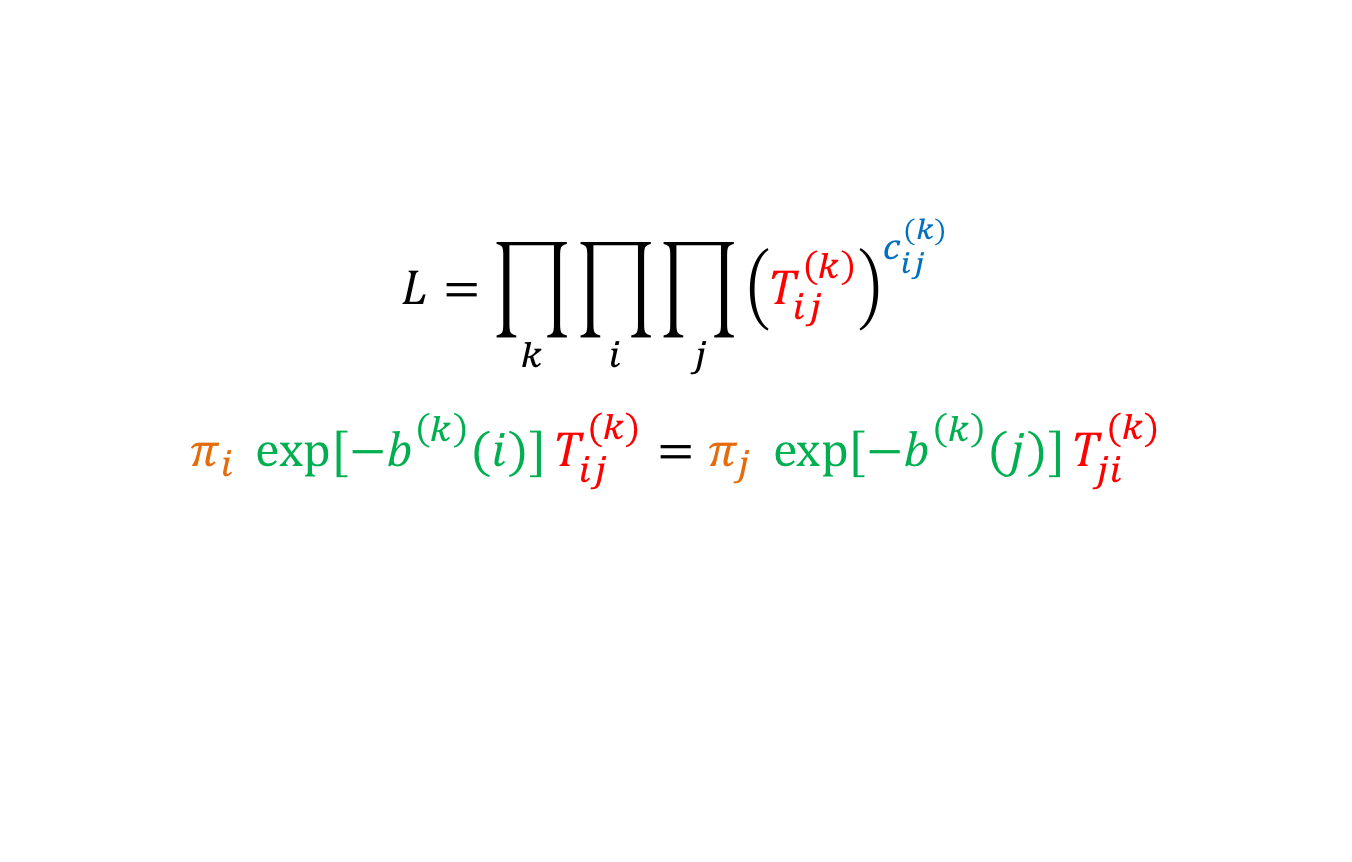 L = ∏_k ∏_i ∏_j (T_{ij}^{(k)})^{c_{ij}^{(k)}}
π_i exp[−b^{(k)}(i)] T_{ij}^{(k)} = π_j exp[−b^{(k)}(j)] T_{ji}^{(k)}